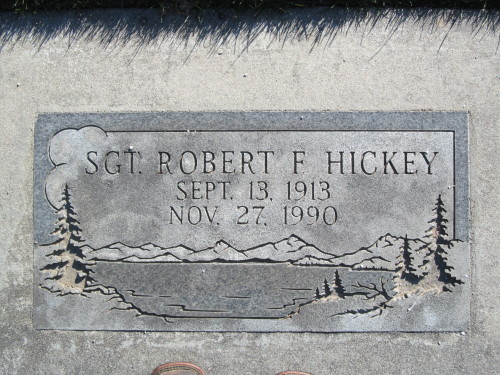 SGT. ROBERT F HICKEY
SEPT. 13, 1913
NOV. 27, 1990